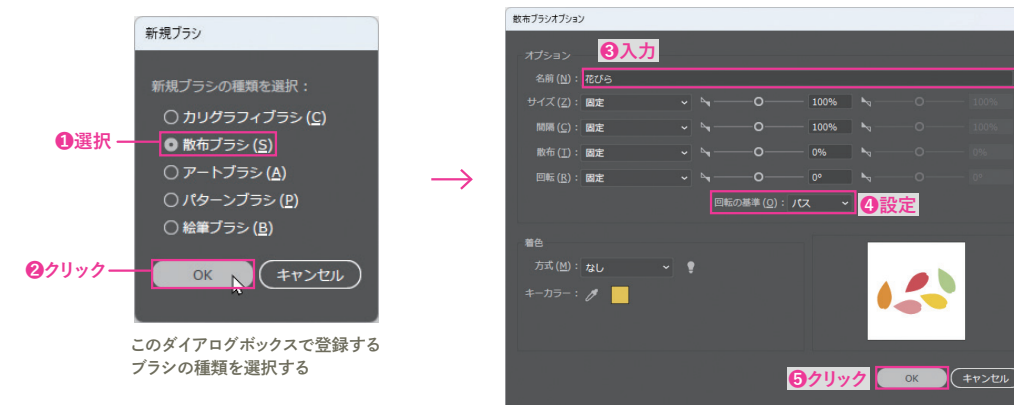 新規ブラシ
新規ブラシの種類を選択：
カリグラフィブラシ(C)
❶選択
散布ブラシ(S)
アートブラシ(A)
パターンブラシ(P)
絵筆ブラシ(B)
❷クリック
OK
キャンセル
このダイアログボックスで登録する
ブラシの種類を選択する
散布ブラシオプション
オプション
❸入力
名前(N)：花びら
サイズ(Z)：固定 100% 100%
間隔(C)：固定 100% 100%
散布(T)：固定 0% 0%
回転(R)：固定 0° 0°
回転の基準(O)：パス
❹設定
着色
方式(M)：なし
キーカラー：
❺クリック
OK
キャンセル